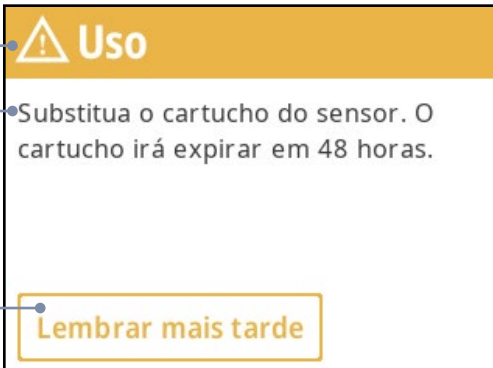 Uso
Substitua o cartucho do sensor. O
cartucho irá expirar em 48 horas.
Lembrar mais tarde